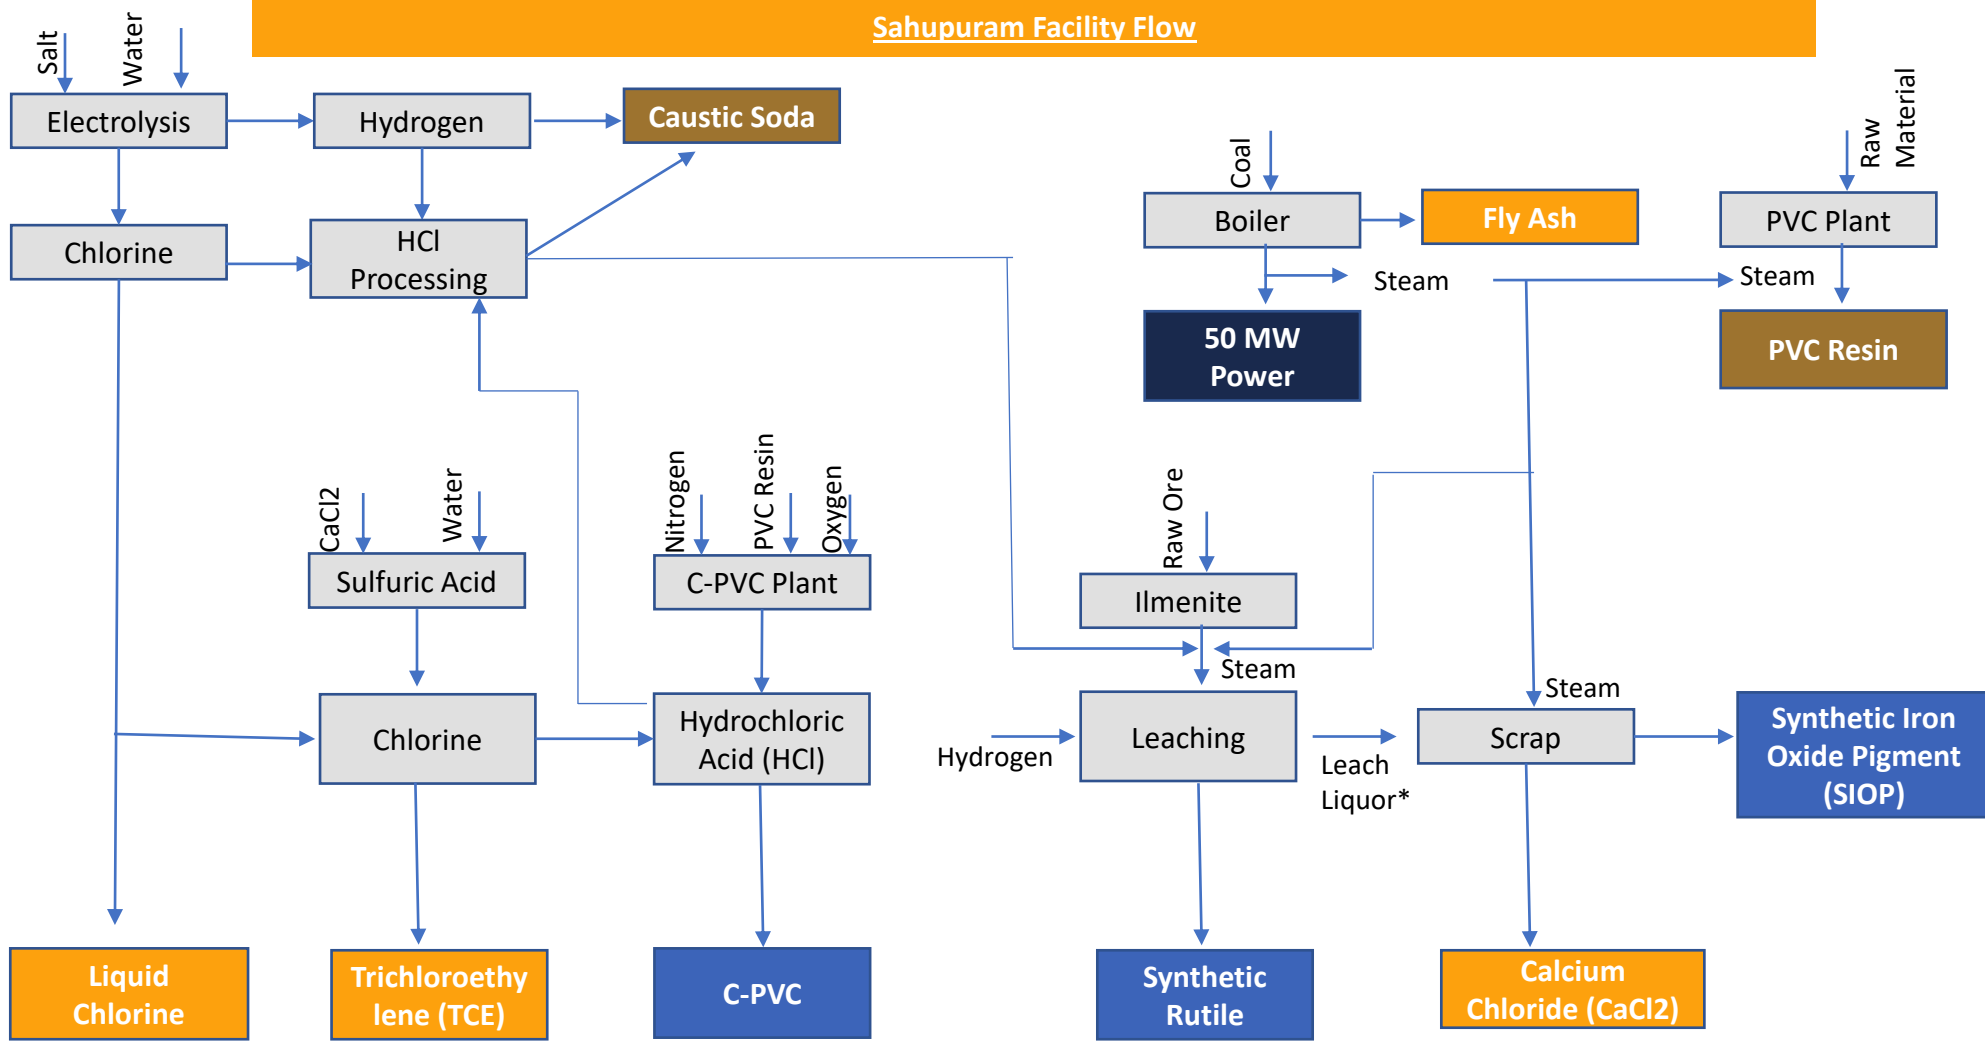 Sahupuram Facility Flow
Salt
Water
Electrolysis
Hydrogen
Caustic Soda
Chlorine
HCl
Processing
Coal
Boiler
Fly Ash
Steam
50 MW
Power
Raw
Material
PVC Plant
Steam
PVC Resin
CaCl2
Water
Sulfuric Acid
Nitrogen
PVC Resin
Oxygen
C-PVC Plant
Raw Ore
Ilmenite
Steam
Steam
Chlorine
Hydrochloric
Acid (HCl)
Hydrogen
Leaching
Leach
Liquor*
Scrap
Synthetic Iron
Oxide Pigment
(SIOP)
Liquid
Chlorine
Trichloroethy
lene (TCE)
C-PVC
Synthetic
Rutile
Calcium
Chloride (CaCl2)